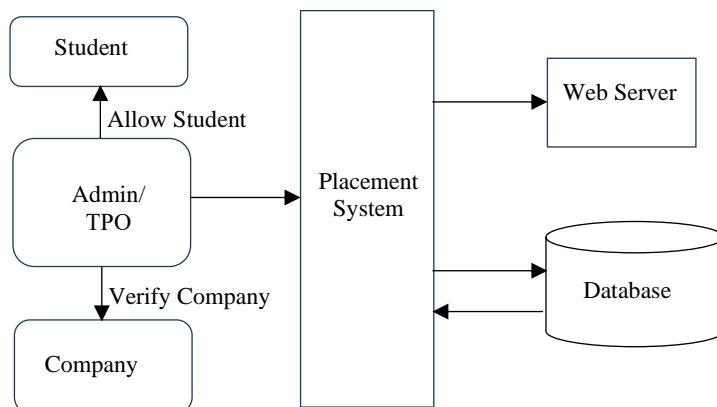 Student
Allow Student
Admin/
TPO
Verify Company
Company
Placement
System
Web Server
Database